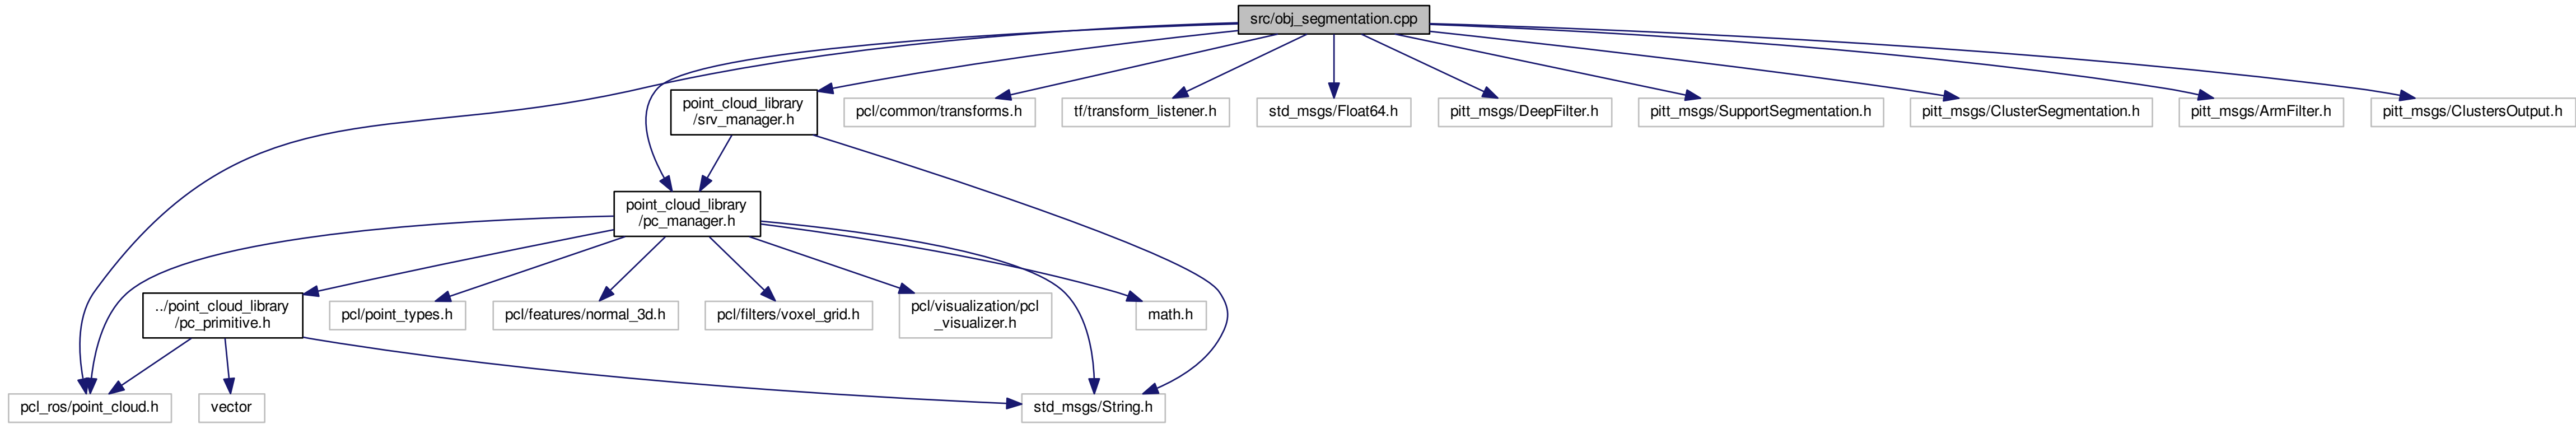 src/obj_segmentation.cpp
point_cloud_library
/srv_manager.h
pcl/common/transforms.h
tf/transform_listener.h
std_msgs/Float64.h
pitt_msgs/DeepFilter.h
pitt_msgs/SupportSegmentation.h
pitt_msgs/ClusterSegmentation.h
pitt_msgs/ArmFilter.h
pitt_msgs/ClustersOutput.h
point_cloud_library
/pc_manager.h
../point_cloud_library
/pc_primitive.h
pcl/point_types.h
pcl/features/normal_3d.h
pcl/filters/voxel_grid.h
pcl/visualization/pcl
_visualizer.h
math.h
pcl_ros/point_cloud.h
vector
std_msgs/String.h